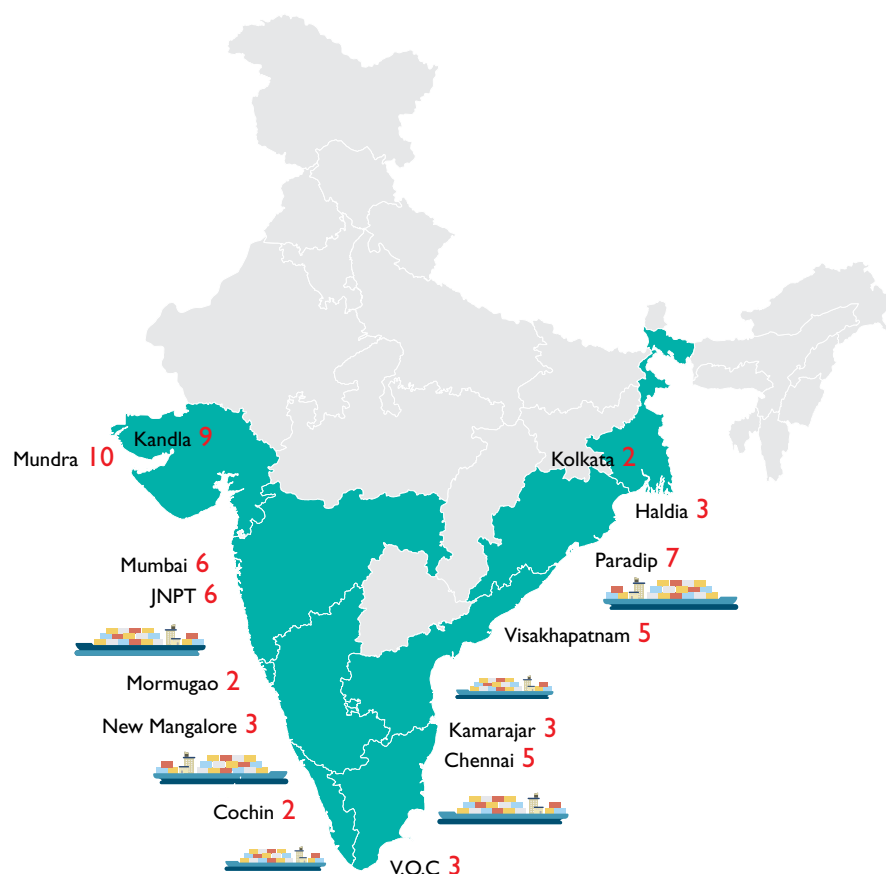 Kandla 9
Mundra 10
Kolkata 2
Haldia 3
Mumbai 6
Paradip 7
JNPT 6
Visakhapatnam 5
Mormugao 2
New Mangalore 3
Kamarajar 3
Chennai 5
Cochin 2
V.O.C 3